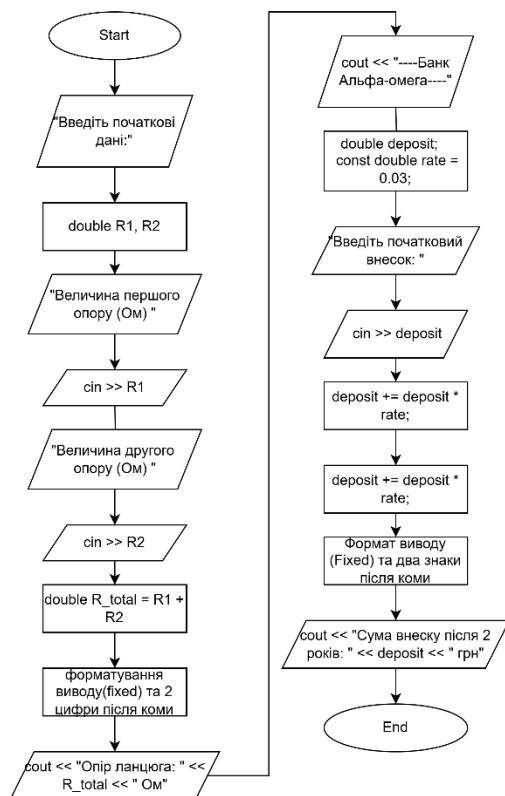 Start
"Введіть початкові
дані:"
double R1, R2
"Величина першого
опору (Ом) "
cin >> R1
"Величина другого
опору (Ом) "
cin >> R2
double R_total = R1 +
R2
форматування
виводу(fixed) та 2
цифри після коми
cout << "Опір ланцюга: " <<
R_total << " Ом"
cout << "----Банк
Альфа-омега----"
double deposit;
const double rate =
0.03;
"Введіть початковий
внесок: "
cin >> deposit
deposit += deposit *
rate;
deposit += deposit *
rate;
Формат виводу
(Fixed) та два знаки
після коми
cout << "Сума внеску після 2
років: " << deposit << " грн"
End